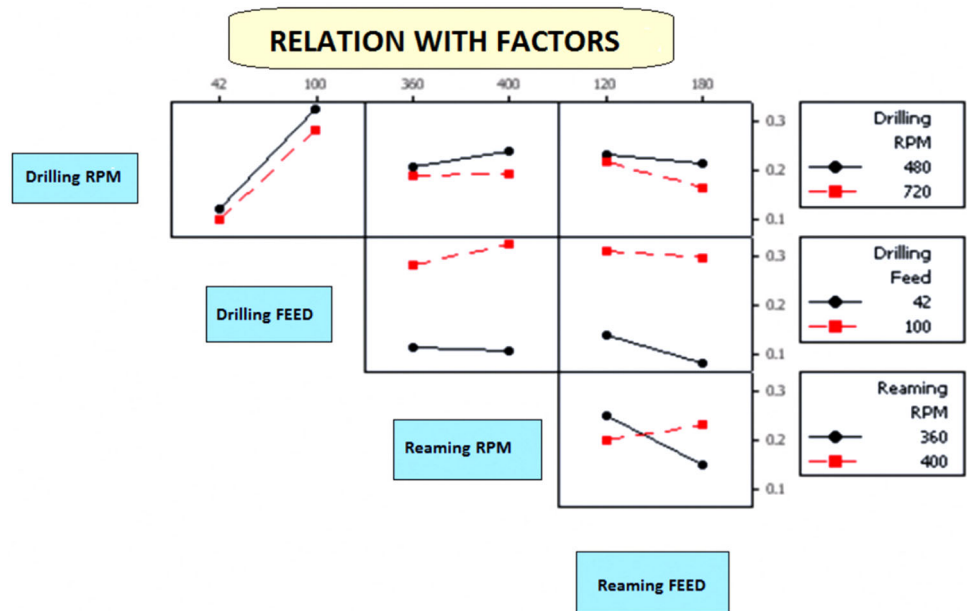 RELATION WITH FACTORS
42 100 360 400 120 180
Drilling RPM
0.3
0.2
0.1
Drilling
RPM
480
720
Drilling FEED
0.3
0.2
0.1
Drilling
Feed
42
100
Reaming RPM
0.3
0.2
0.1
Reaming
RPM
360
400
Reaming FEED